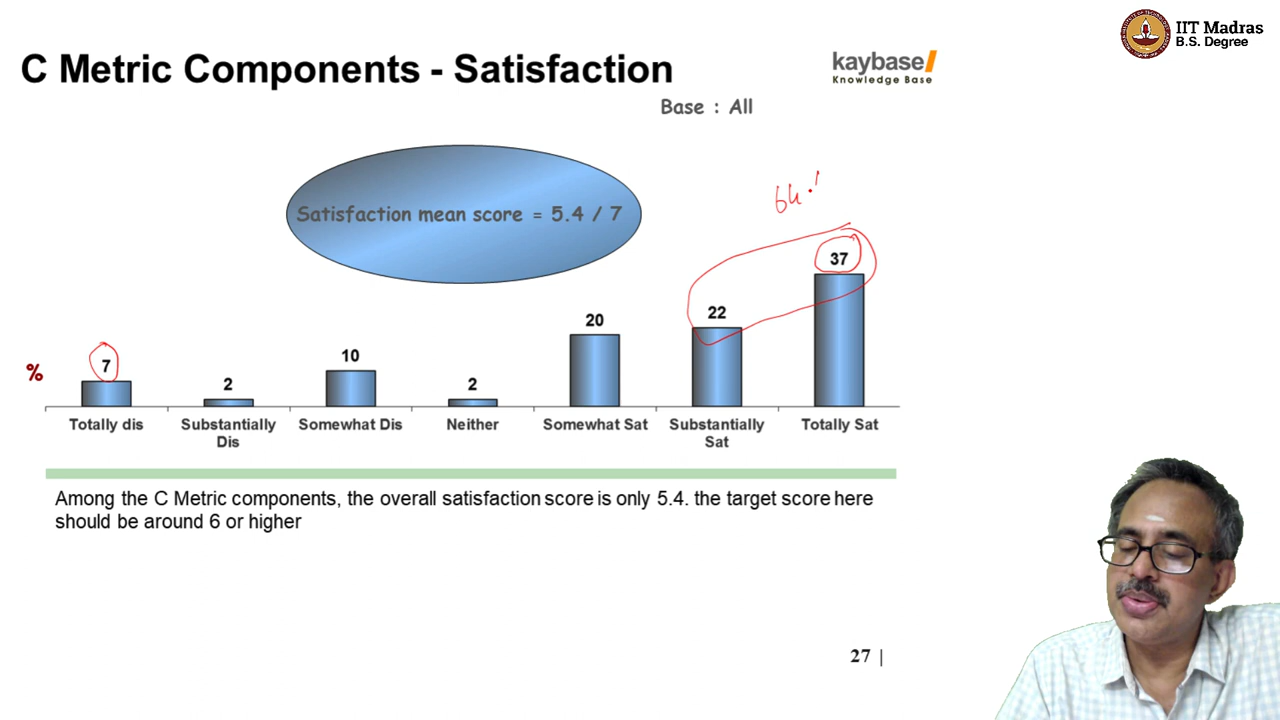 IIT Madras
B.S. Degree
C Metric Components - Satisfaction
kaybase/
Knowledge Base
Base : All
64.!
Satisfaction mean score = 5.4 / 7
37
22
20
10
7
2
2
%
Totally dis
Substantially Dis
Somewhat Dis
Neither
Somewhat Sat
Substantially Sat
Totally Sat
Among the C Metric components, the overall satisfaction score is only 5.4. the target score here
should be around 6 or higher
27 |